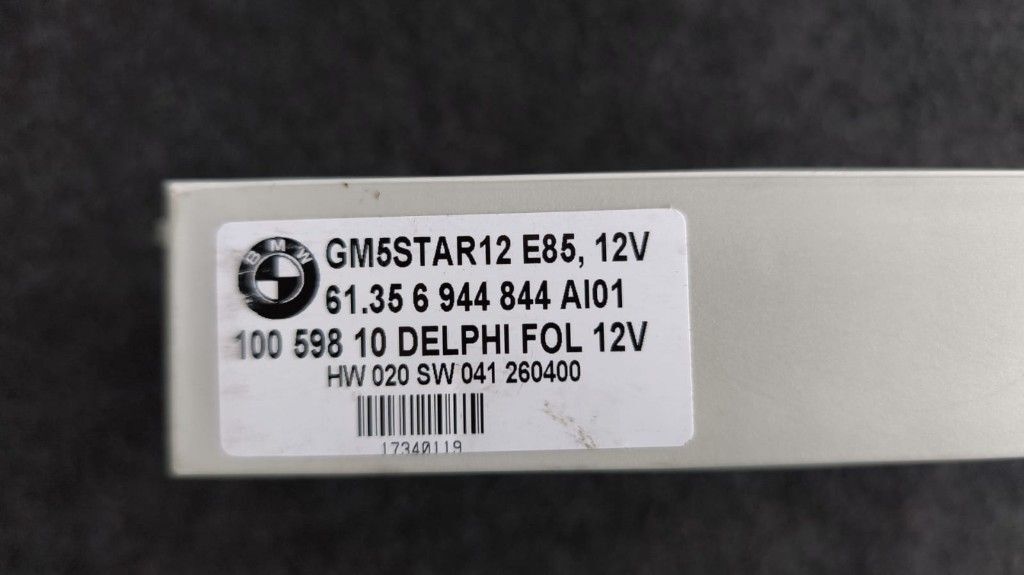 BMW
GM5STAR12 E85, 12V
61.35 6 944 844 AI01
100 598 10 DELPHI FOL 12V
HW 020 SW 041 260400
17340119